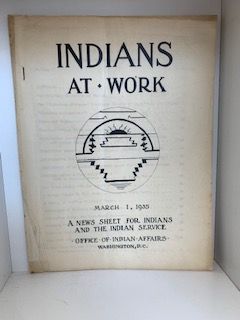 INDIANS
AT · WORK
MARCH 1, 1935
A NEWS SHEET FOR INDIANS
AND THE INDIAN SERVICE
· OFFICE · OF · INDIAN · AFFAIRS ·
WASHINGTON, D.C.